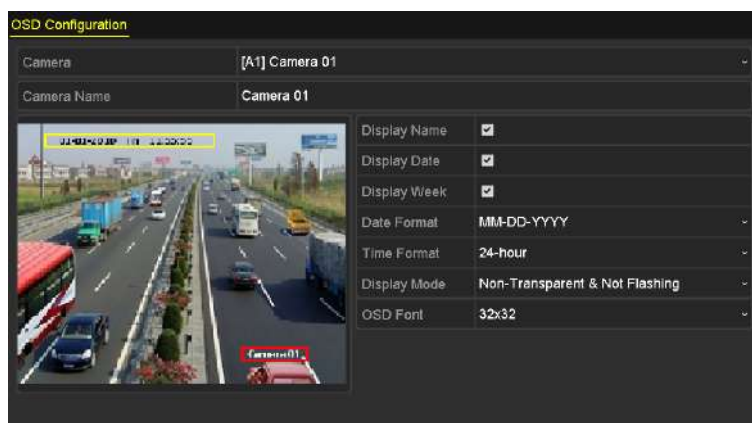 OSD Configuration
Camera [A1] Camera 01
Camera Name Camera 01
Display Name
Display Date
Display Week
Date Format MM-DD-YYYY
Time Format 24-hour
Display Mode Non-Transparent & Not Flashing
OSD Font 32x32
Camera01